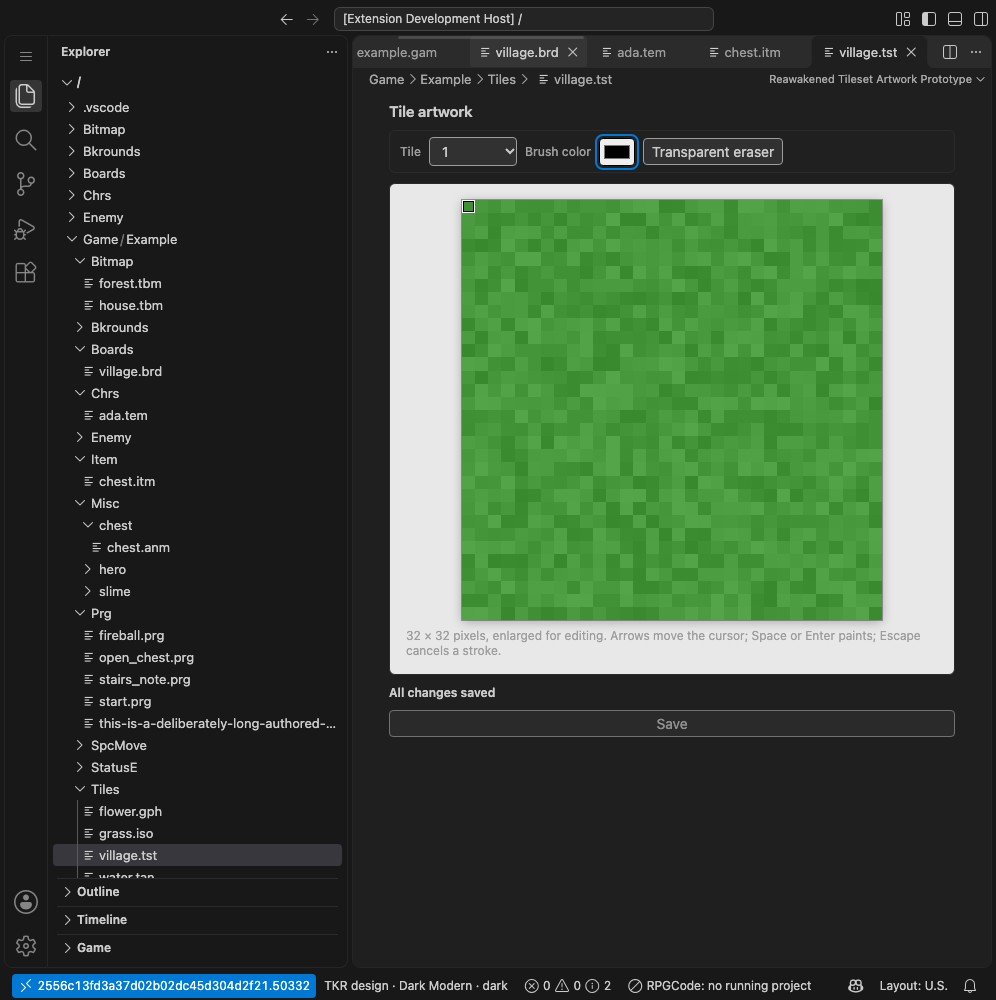 [Extension Development Host] /
Explorer
/
.vscode
Bitmap
Bkrounds
Boards
Chrs
Enemy
Game / Example
Bitmap
forest.tbm
house.tbm
Bkrounds
Boards
village.brd
Chrs
ada.tem
Enemy
Item
chest.itm
Misc
chest
chest.anm
hero
slime
Prg
fireball.prg
open_chest.prg
stairs_note.prg
start.prg
this-is-a-deliberately-long-authored-...
SpcMove
StatusE
Tiles
flower.gph
grass.iso
village.tst
water.tan
Outline
Timeline
Game
example.gam village.brd ada.tem chest.itm village.tst
Game > Example > Tiles > village.tst Reawakened Tileset Artwork Prototype
Tile artwork
Tile 1 Brush color Transparent eraser
32 × 32 pixels, enlarged for editing. Arrows move the cursor; Space or Enter paints; Escape
cancels a stroke.
All changes saved
Save
2556c13fd3a37d02b02dc45d304d2f21.50332 TKR design · Dark Modern · dark 0 0 2 RPGCode: no running project Layout: U.S.